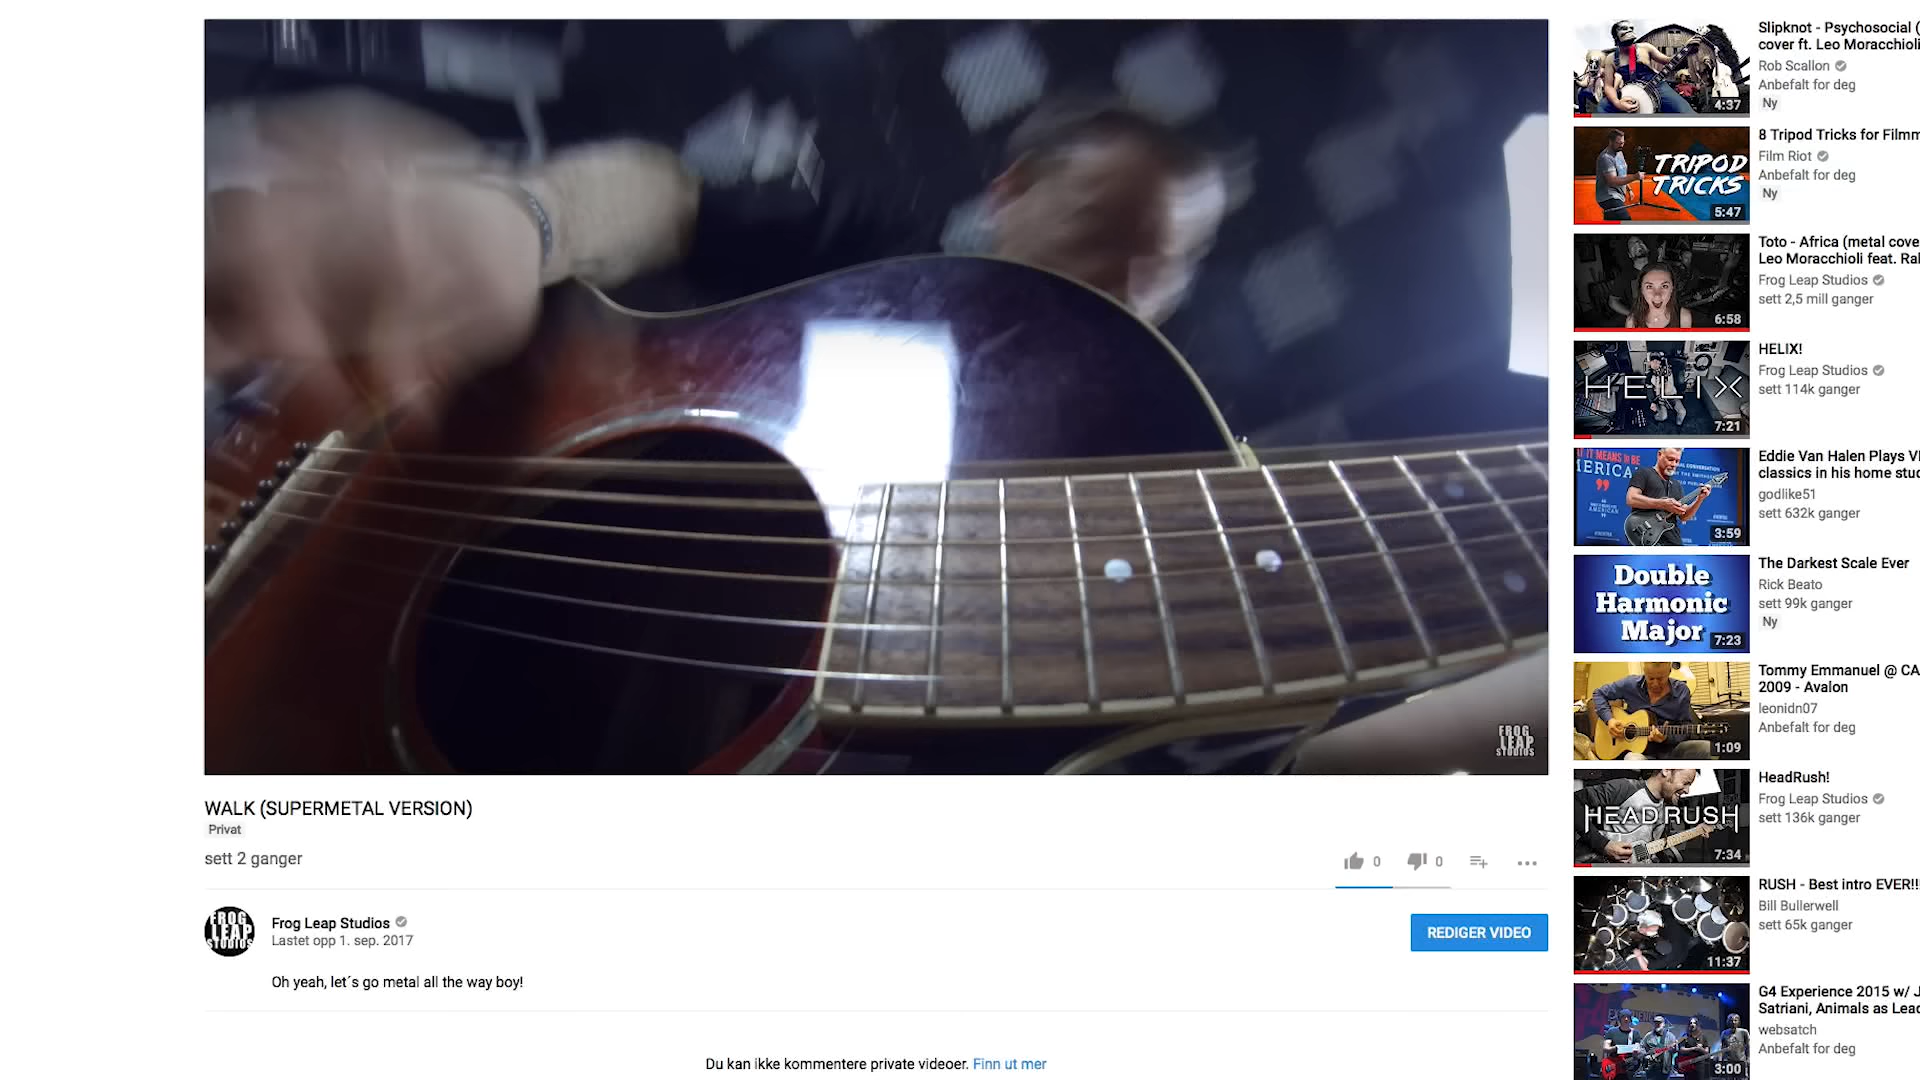 FROG
LEAP
STUDIOS
WALK (SUPERMETAL VERSION)
Privat
sett 2 ganger
0
0
FROG
LEAP
STUDIOS
Frog Leap Studios
Lastet opp 1. sep. 2017
REDIGER VIDEO
Oh yeah, let´s go metal all the way boy!
Du kan ikke kommentere private videoer. Finn ut mer
4:37
Slipknot - Psychosocial (
cover ft. Leo Moracchioli
Rob Scallon
Anbefalt for deg
Ny
TRIPOD
TRICKS
5:47
8 Tripod Tricks for Filmm
Film Riot
Anbefalt for deg
Ny
6:58
Toto - Africa (metal cove
Leo Moracchioli feat. Ra
Frog Leap Studios
sett 2,5 mill ganger
HELIX
7:21
HELIX!
Frog Leap Studios
sett 114k ganger
3:59
Eddie Van Halen Plays V
classics in his home stu
godlike51
sett 632k ganger
Double
Harmonic
Major
7:23
The Darkest Scale Ever
Rick Beato
sett 99k ganger
Ny
1:09
Tommy Emmanuel @ CA
2009 - Avalon
leonidn07
Anbefalt for deg
HEADRUSH
7:34
HeadRush!
Frog Leap Studios
sett 136k ganger
11:37
RUSH - Best intro EVER!!
Bill Bullerwell
sett 65k ganger
3:00
G4 Experience 2015 w/ J
Satriani, Animals as Lea
websatch
Anbefalt for deg